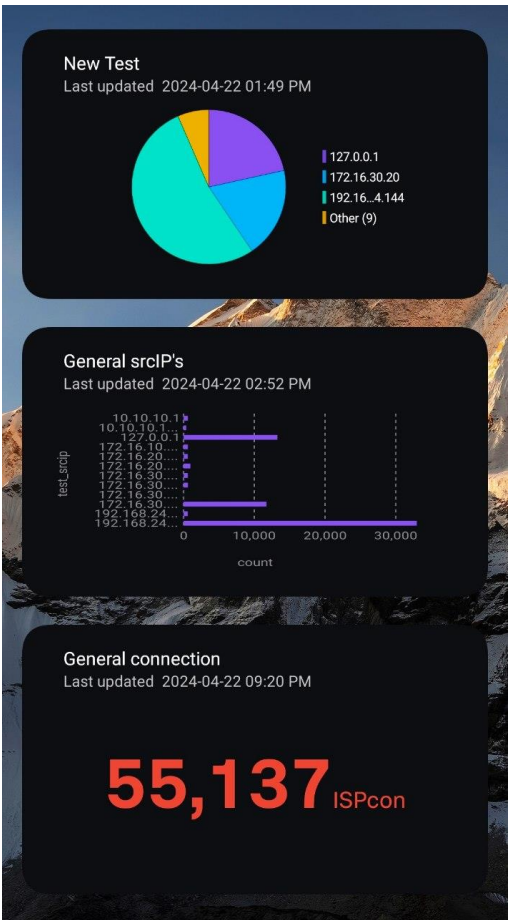 New Test
Last updated 2024-04-22 01:49 PM
127.0.0.1
172.16.30.20
192.16...4.144
Other (9)
General srcIP's
Last updated 2024-04-22 02:52 PM
test_srcip
10.10.10.1
10.10.10.1...
127.0.0.1
172.16.10....
172.16.20....
172.16.20....
172.16.30....
172.16.30....
172.16.30....
172.16.30....
192.168.24...
192.168.24...
0 10,000 20,000 30,000
count
General connection
Last updated 2024-04-22 09:20 PM
55,137 ISPcon